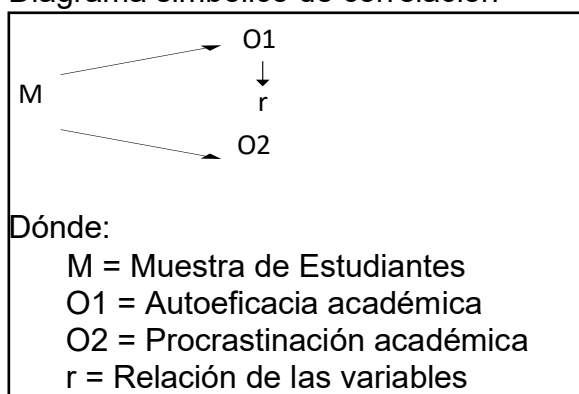 Diagrama simbólico de correlación
O1
M
r
O2
Dónde:
M = Muestra de Estudiantes
O1 = Autoeficacia académica
O2 = Procrastinación académica
r = Relación de las variables